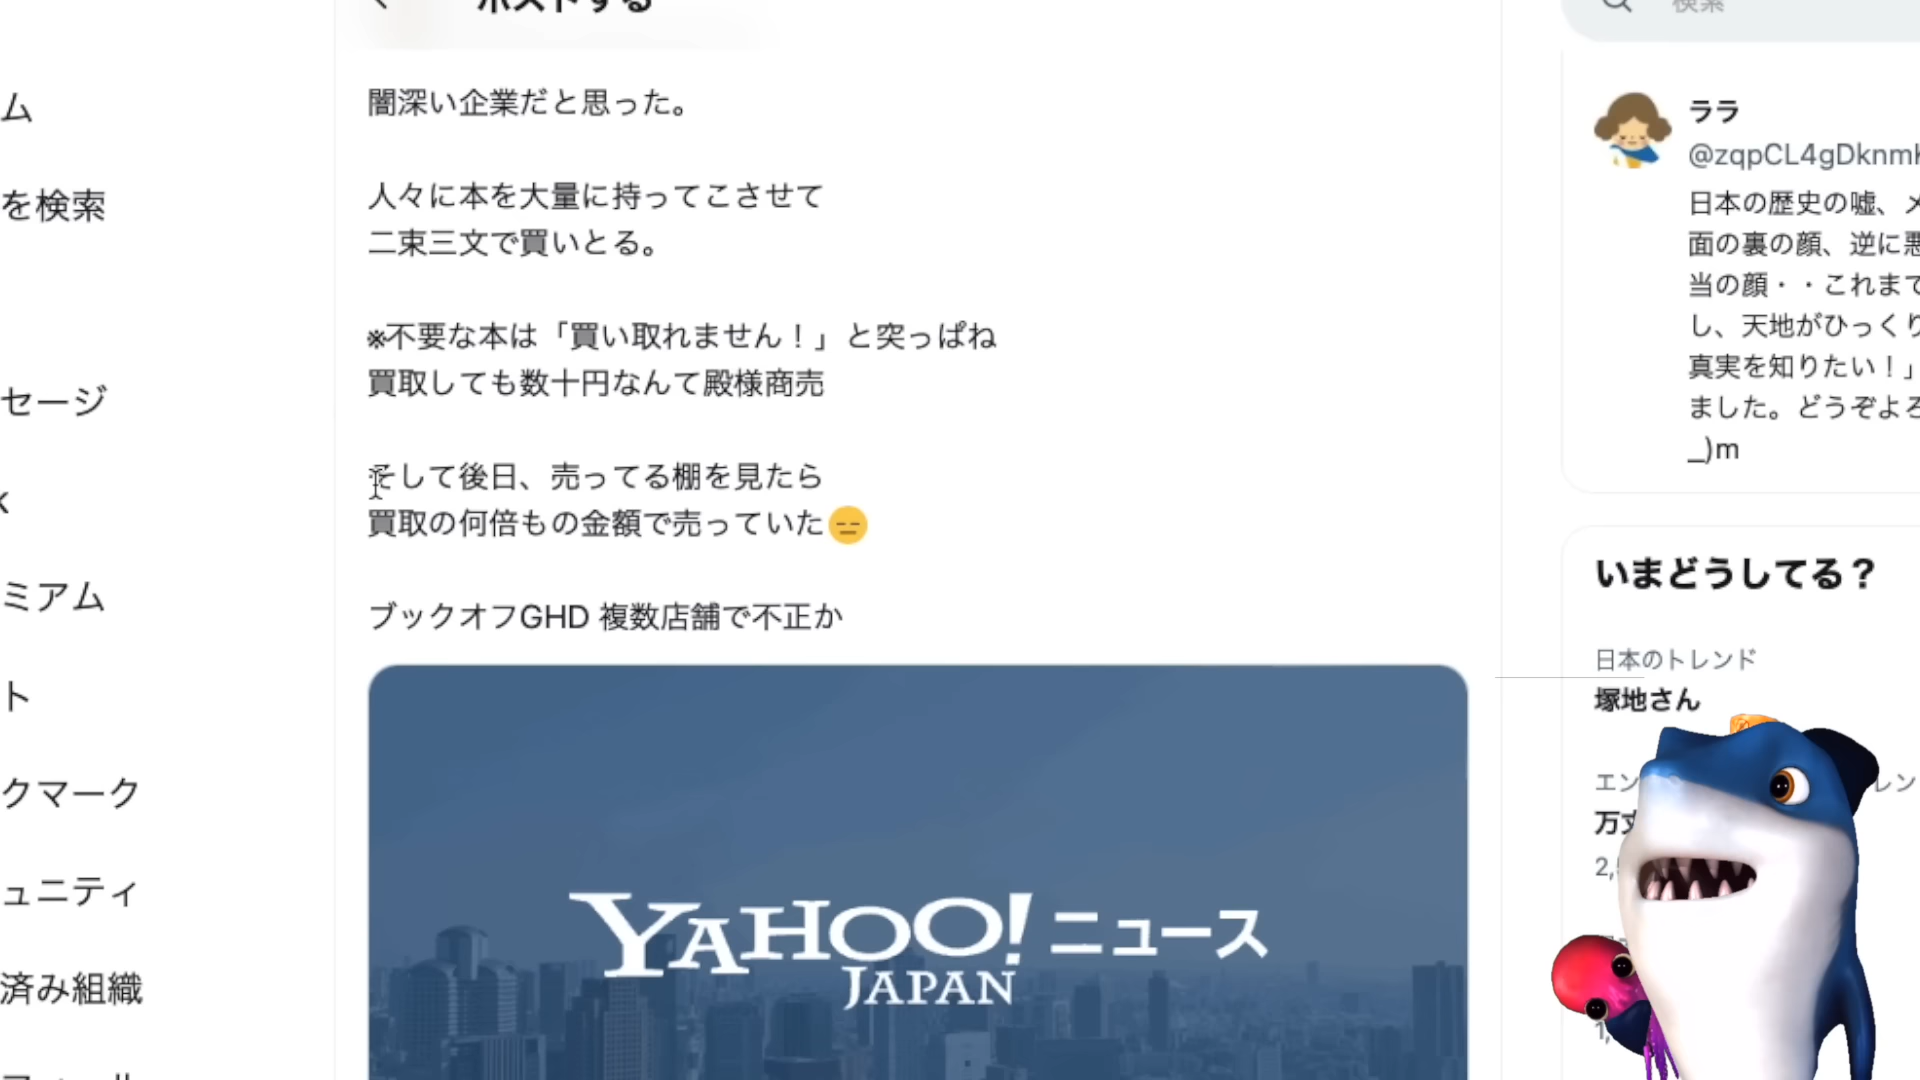 ポストする
検索
ム
を検索
セージ
ミアム
ト
クマーク
ュニティ
済み組織
闇深い企業だと思った。
人々に本を大量に持ってこさせて
二束三文で買いとる。
※不要な本は「買い取れません！」と突っぱね
買取しても数十円なんて殿様商売
そして後日、売ってる棚を見たら
買取の何倍もの金額で売っていた😑
ブックオフGHD 複数店舗で不正か
YAHOO!ニュース
JAPAN
ララ
@zqpCL4gDknm
日本の歴史の嘘、メ
面の裏の顔、逆に悪
当の顔・・これまで
し、天地がひっくり
真実を知りたい！」
ました。どうぞよろ
_)m
いまどうしてる？
日本のトレンド
塚地さん
エン
レン
万丈
2,